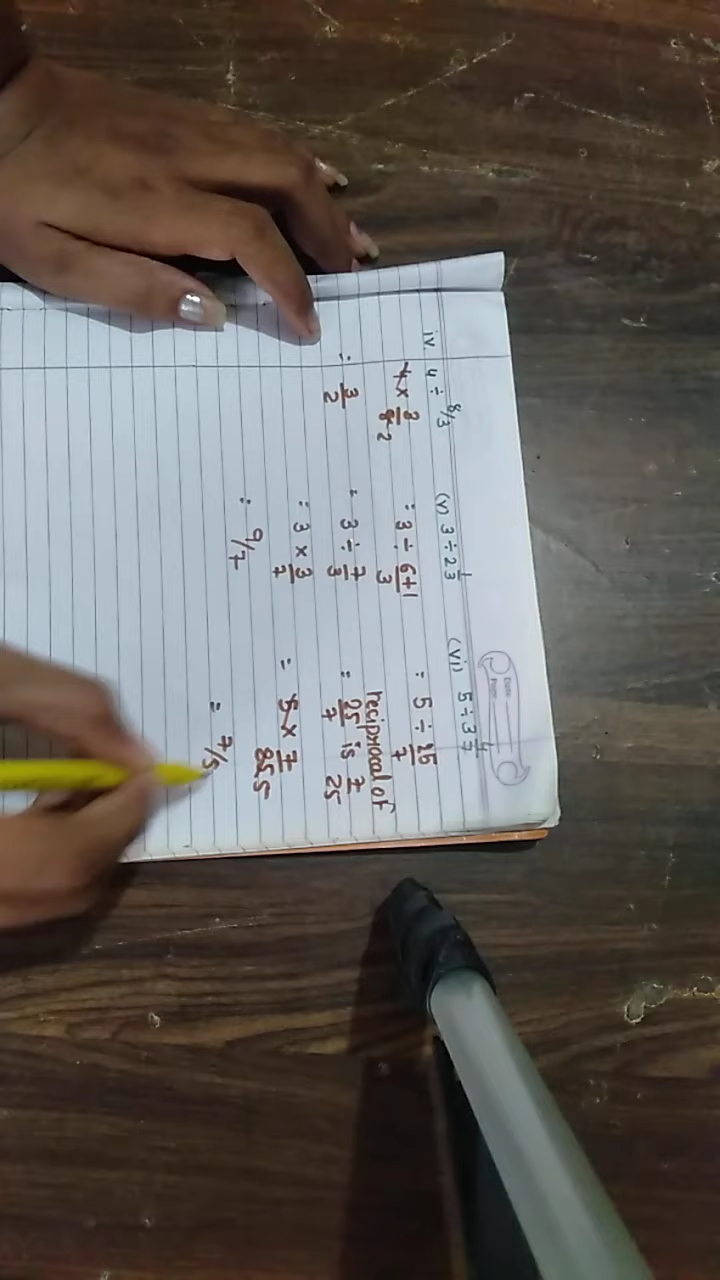 Date:
Page:
iv. 4 ÷ 8/3
4 × 3/8 2
= 3/2
(v) 3 ÷ 2 1/3
= 3 ÷ 6+1/3
= 3 ÷ 7/3
= 3 × 3/7
= 9/7
(vi) 5 ÷ 3 4/7
= 5 ÷ 25/7
reciprocal of
= 25/7 is 7/25
= 5 × 7/25 5
= 7/5